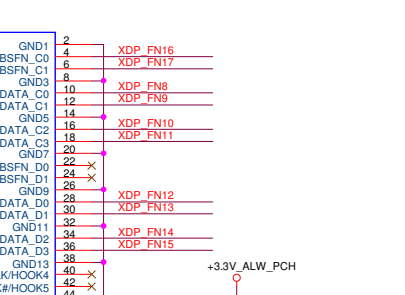 GND1 2
BSFN_C0 4 XDP_FN16
BSFN_C1 6 XDP_FN17
GND3 8
DATA_C0 10 XDP_FN8
DATA_C1 12 XDP_FN9
GND5 14
DATA_C2 16 XDP_FN10
DATA_C3 18 XDP_FN11
GND7 20
BSFN_D0 22
BSFN_D1 24
GND9 26
DATA_D0 28 XDP_FN12
DATA_D1 30 XDP_FN13
GND11 32
DATA_D2 34 XDP_FN14
DATA_D3 36 XDP_FN15
GND13 38
+3.3V_ALW_PCH
K/HOOK4 40
K#/HOOK5 42
44